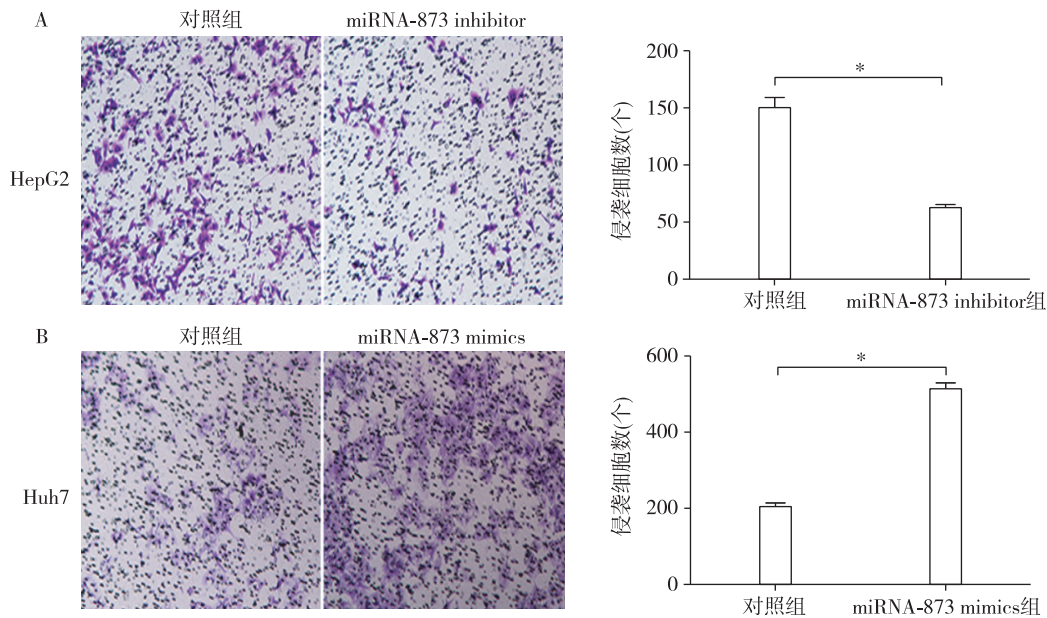 A
对照组
miRNA-873 inhibitor
HepG2
200
150
100
50
0
侵袭细胞数(个)
*
对照组
miRNA-873 inhibitor组
B
对照组
miRNA-873 mimics
Huh7
600
400
200
0
侵袭细胞数(个)
*
对照组
miRNA-873 mimics组